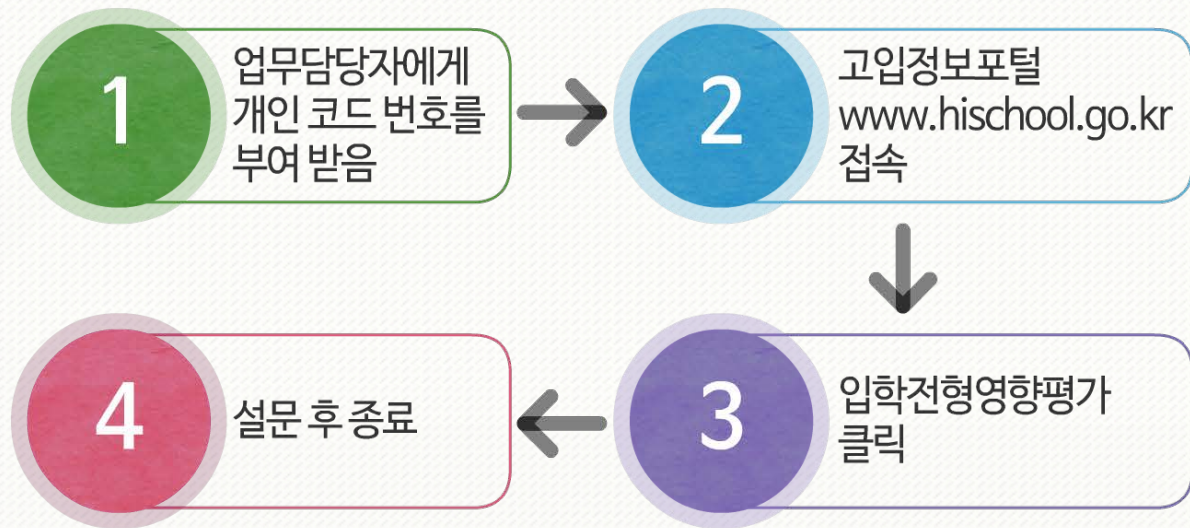 1
업무담당자에게
개인 코드 번호를
부여 받음
2
고입정보포털
www.hischool.go.kr
접속
3
입학전형영향평가
클릭
4
설문 후 종료